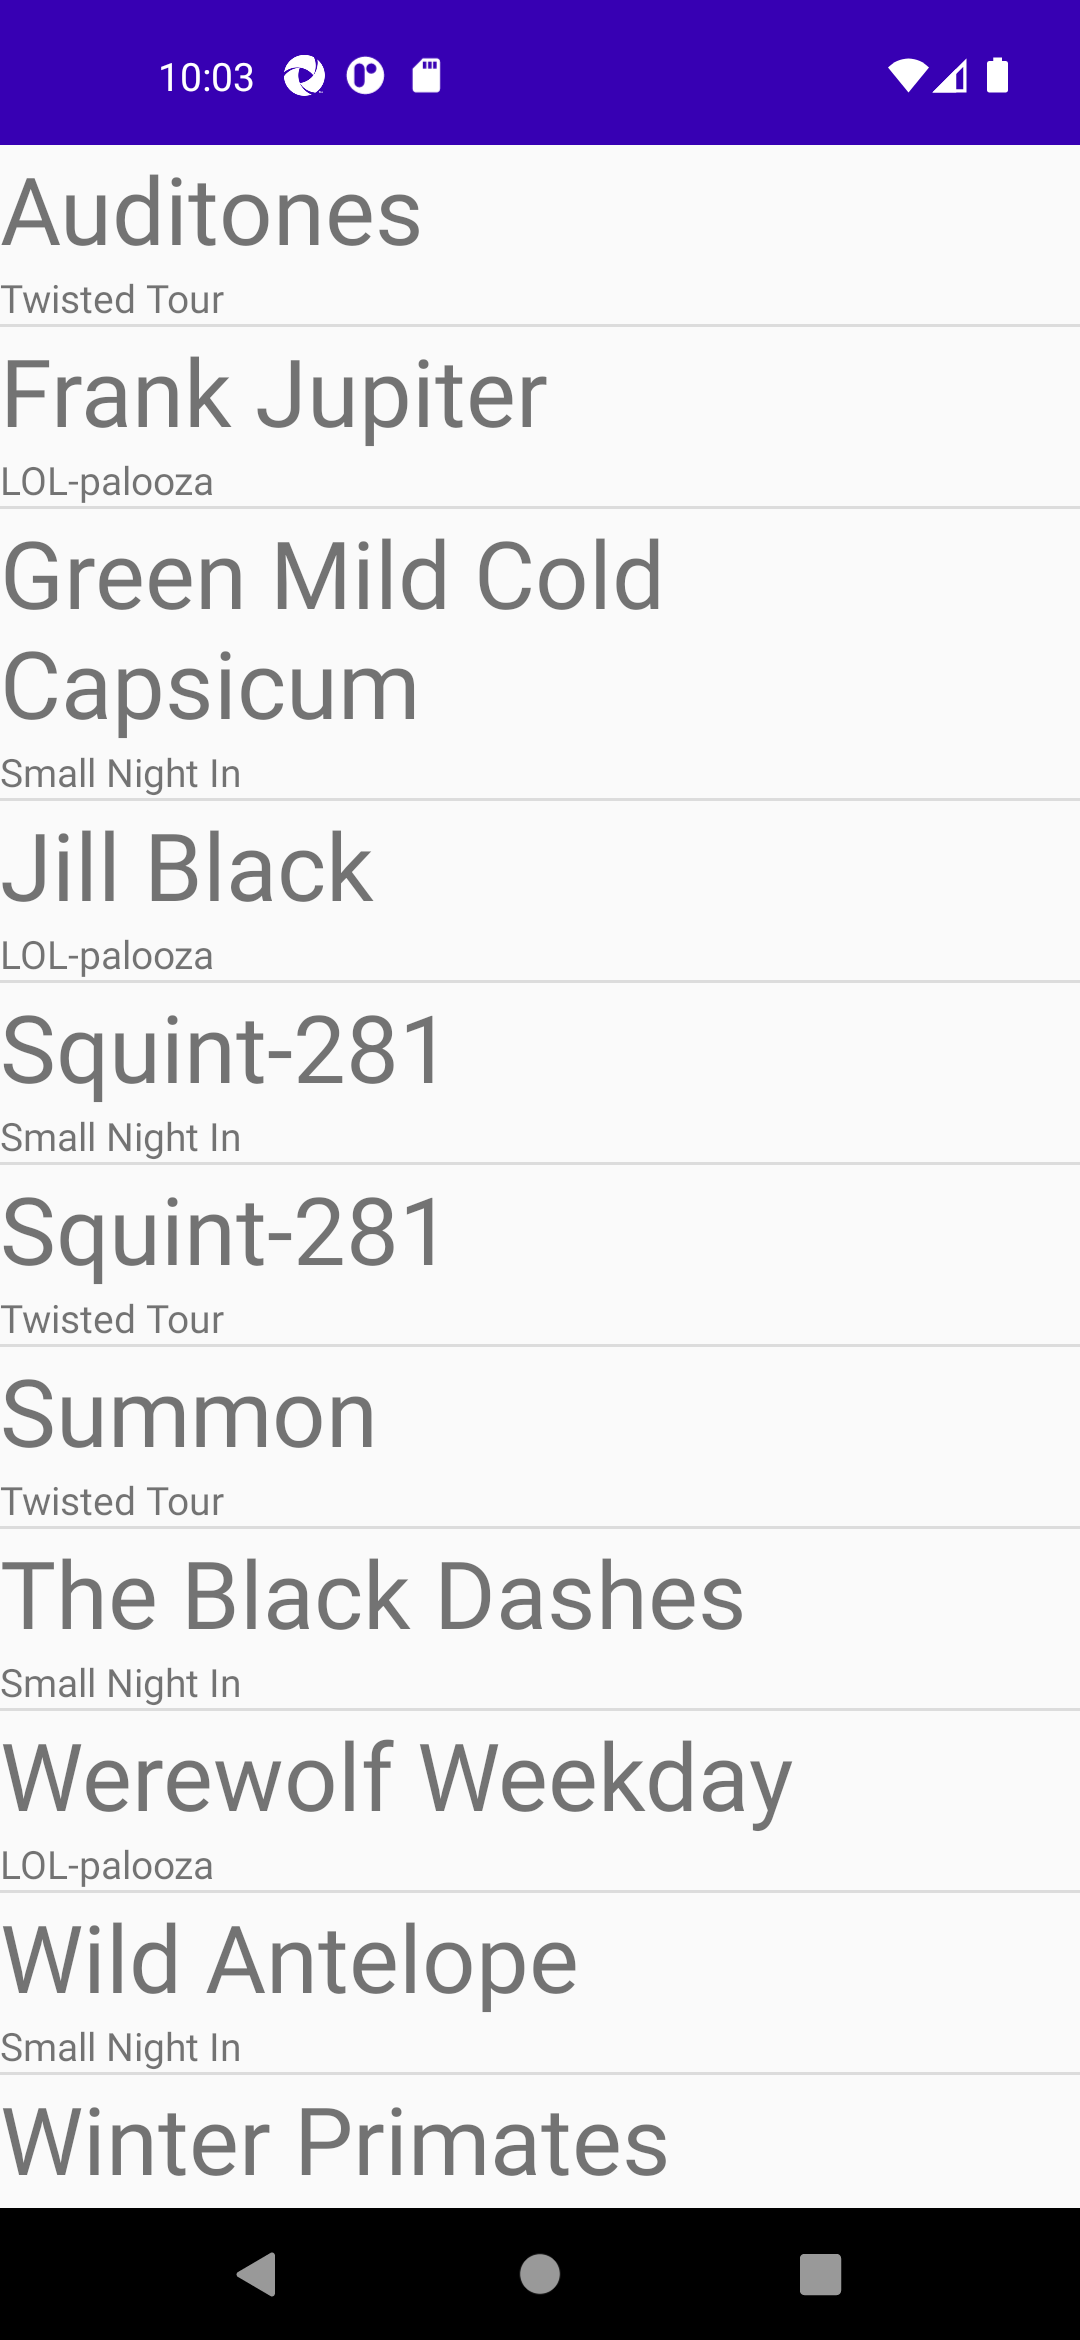 10:03
Auditones
Twisted Tour
Frank Jupiter
LOL-palooza
Green Mild Cold
Capsicum
Small Night In
Jill Black
LOL-palooza
Squint-281
Small Night In
Squint-281
Twisted Tour
Summon
Twisted Tour
The Black Dashes
Small Night In
Werewolf Weekday
LOL-palooza
Wild Antelope
Small Night In
Winter Primates